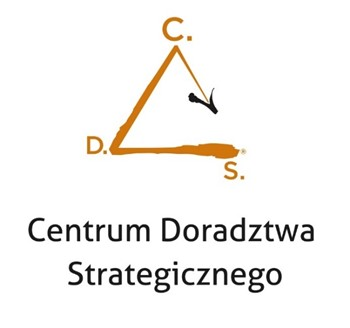 C.
D.
S.
Centrum Doradztwa
Strategicznego